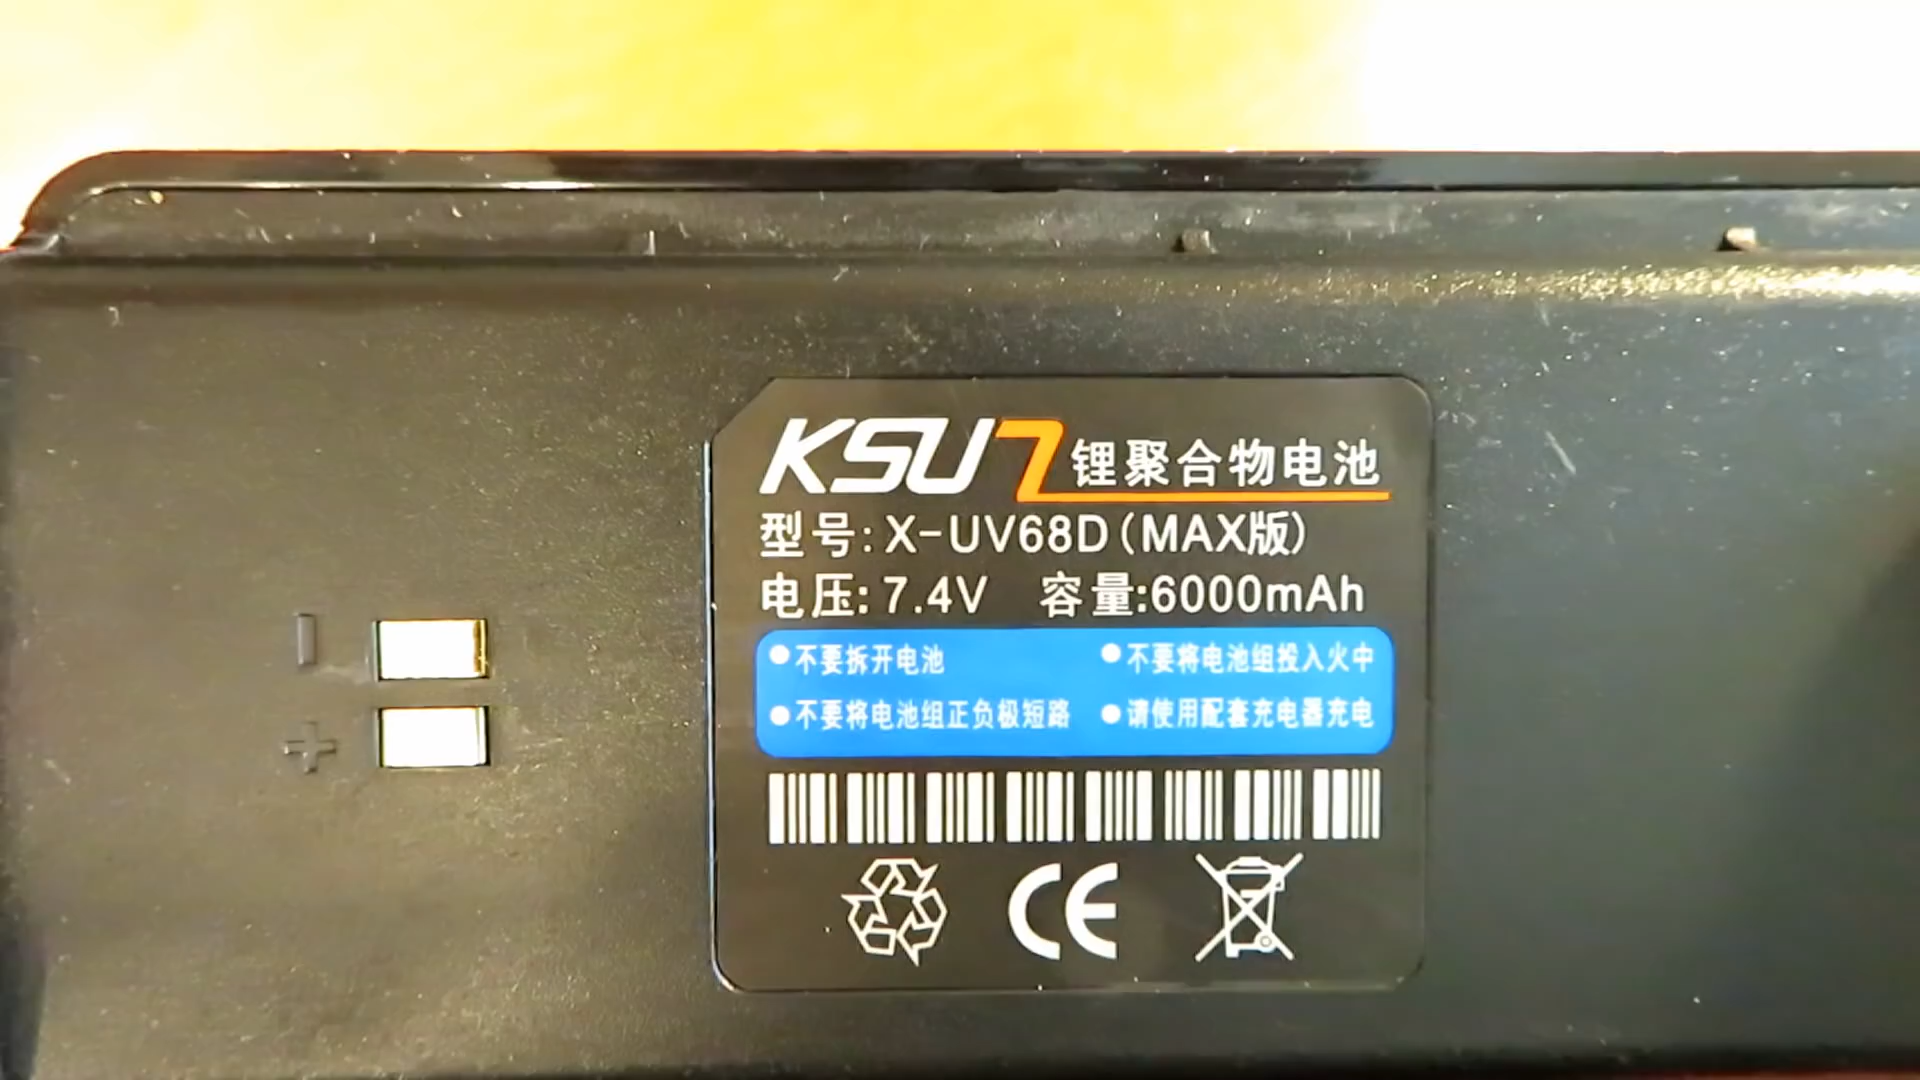 KSUN 锂聚合物电池
型号: X-UV68D(MAX版)
电压: 7.4V 容量:6000mAh
●不要拆开电池 ●不要将电池组投入火中
●不要将电池组正负极短路 ●请使用配套充电器充电
CE
− +